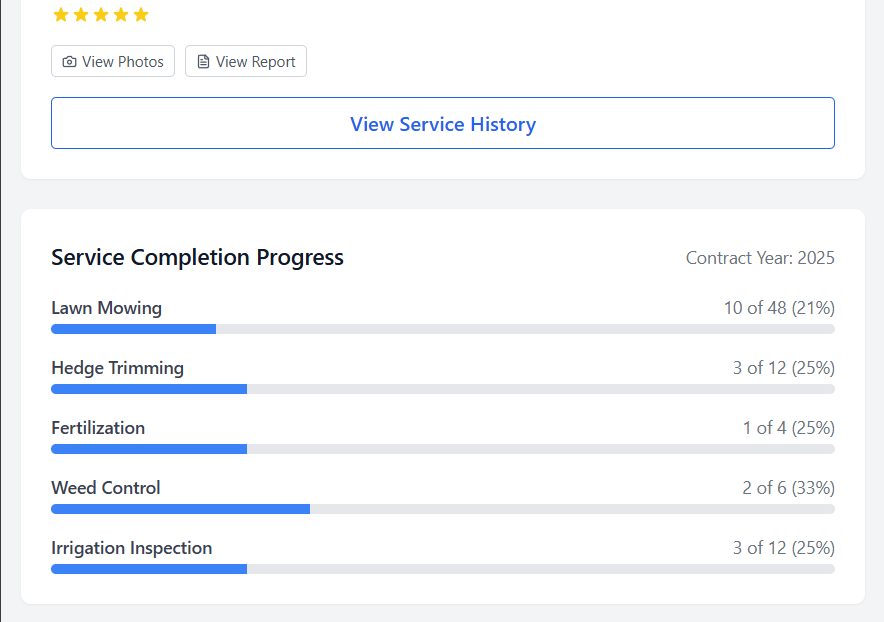 View Photos View Report
View Service History
Service Completion Progress Contract Year: 2025
Lawn Mowing 10 of 48 (21%)
Hedge Trimming 3 of 12 (25%)
Fertilization 1 of 4 (25%)
Weed Control 2 of 6 (33%)
Irrigation Inspection 3 of 12 (25%)